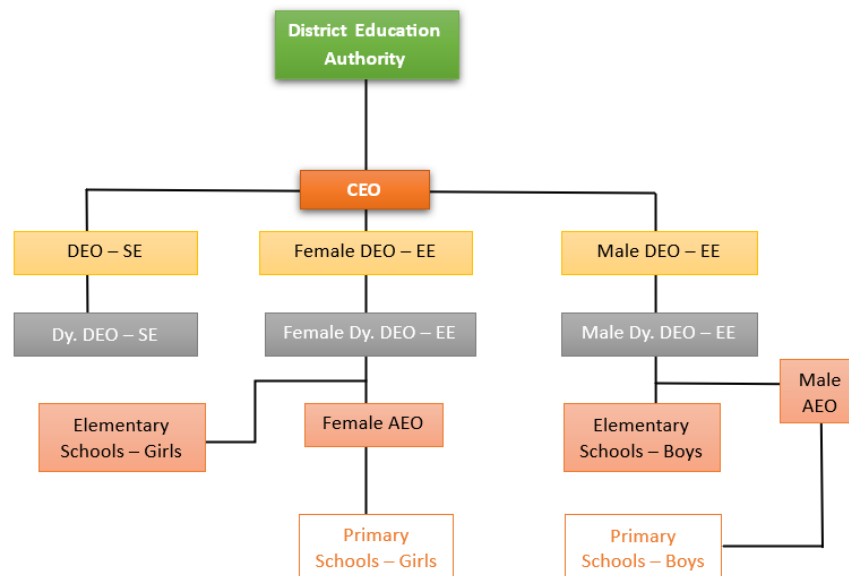 District Education
Authority
CEO
DEO – SE
Female DEO – EE
Male DEO – EE
Dy. DEO – SE
Female Dy. DEO – EE
Male Dy. DEO – EE
Male
AEO
Elementary
Schools – Girls
Female AEO
Elementary
Schools – Boys
Primary
Schools – Girls
Primary
Schools – Boys